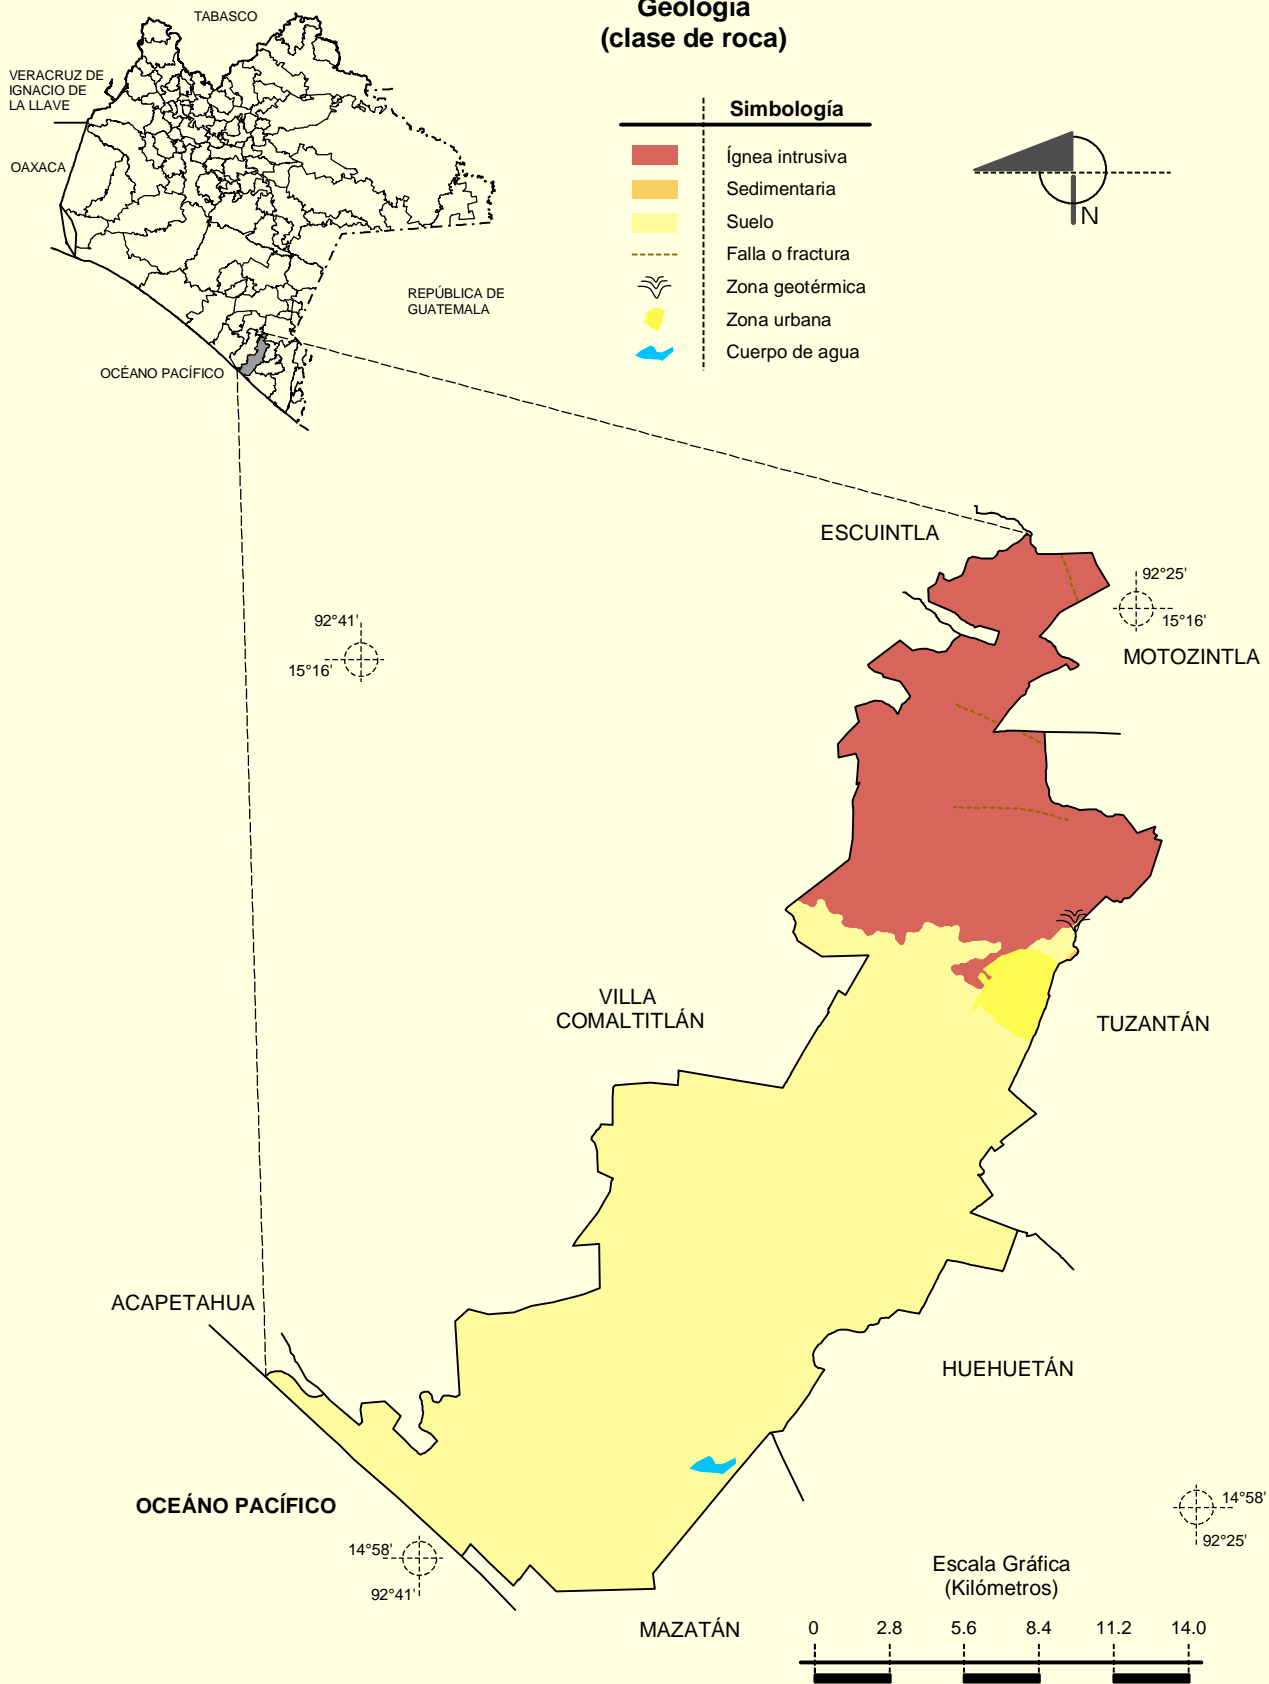 Geología
(clase de roca)
TABASCO
VERACRUZ DE
IGNACIO DE
LA LLAVE
OAXACA
REPÚBLICA DE
GUATEMALA
OCÉANO PACÍFICO
Simbología
Ígnea intrusiva
Sedimentaria
Suelo
Falla o fractura
Zona geotérmica
Zona urbana
Cuerpo de agua
N
ESCUINTLA
92°25'
15°16'
92°41'
15°16'
MOTOZINTLA
VILLA
COMALTITLÁN
TUZANTÁN
ACAPETAHUA
HUEHUETÁN
OCEÁNO PACÍFICO
14°58'
92°41'
14°58'
92°25'
MAZATÁN
Escala Gráfica
(Kilómetros)
0 2.8 5.6 8.4 11.2 14.0